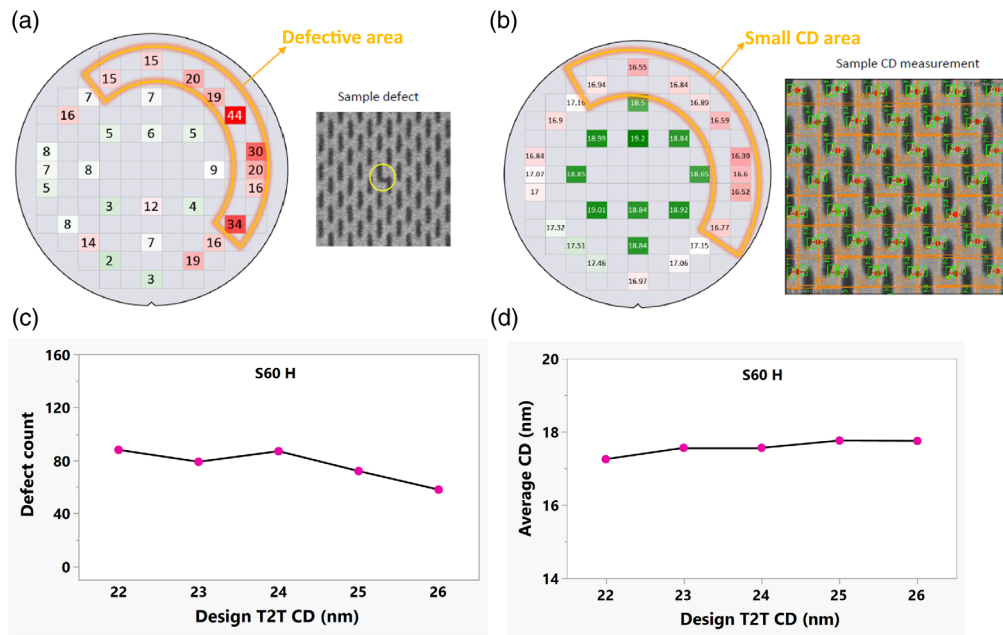 (a)
Defective area
15
15 20
7 7 19
16 44
5 6 5
8 30
7 8 9 20
5 16
3 12 4
8 34
14 7 16
2 19
3
Sample defect
(b)
Small CD area
16.55
16.94 16.84
17.16 18.5 16.89
16.9 16.59
18.99 19.2 18.84
16.84 16.39
17.07 18.85 18.65 16.6
17 16.52
19.01 18.84 18.92
17.32 16.77
17.51 18.84 17.15
17.46 17.06
16.97
Sample CD measurement
(c)
S60 H
Defect count
160
120
80
40
0
22 23 24 25 26
Design T2T CD (nm)
(d)
S60 H
Average CD (nm)
20
18
16
14
22 23 24 25 26
Design T2T CD (nm)